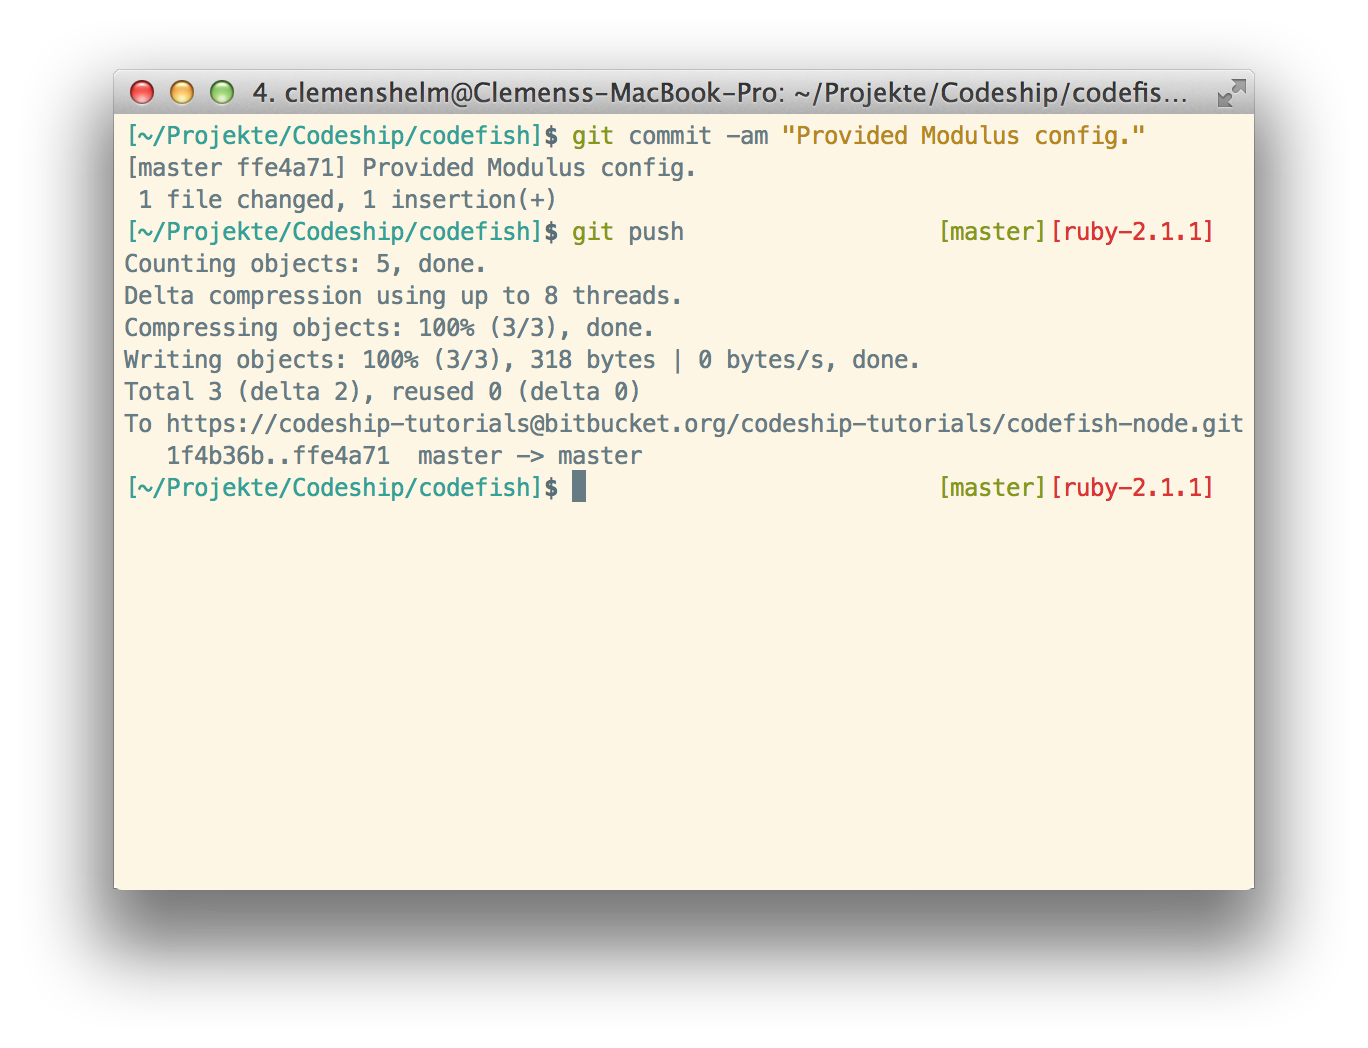 4. clemenshelm@Clemenss-MacBook-Pro: ~/Projekte/Codeship/codefis...
[~/Projekte/Codeship/codefish]$ git commit -am "Provided Modulus config."
[master ffe4a71] Provided Modulus config.
 1 file changed, 1 insertion(+)
[~/Projekte/Codeship/codefish]$ git push                  [master][ruby-2.1.1]
Counting objects: 5, done.
Delta compression using up to 8 threads.
Compressing objects: 100% (3/3), done.
Writing objects: 100% (3/3), 318 bytes | 0 bytes/s, done.
Total 3 (delta 2), reused 0 (delta 0)
To https://codeship-tutorials@bitbucket.org/codeship-tutorials/codefish-node.git
   1f4b36b..ffe4a71  master -> master
[~/Projekte/Codeship/codefish]$                           [master][ruby-2.1.1]